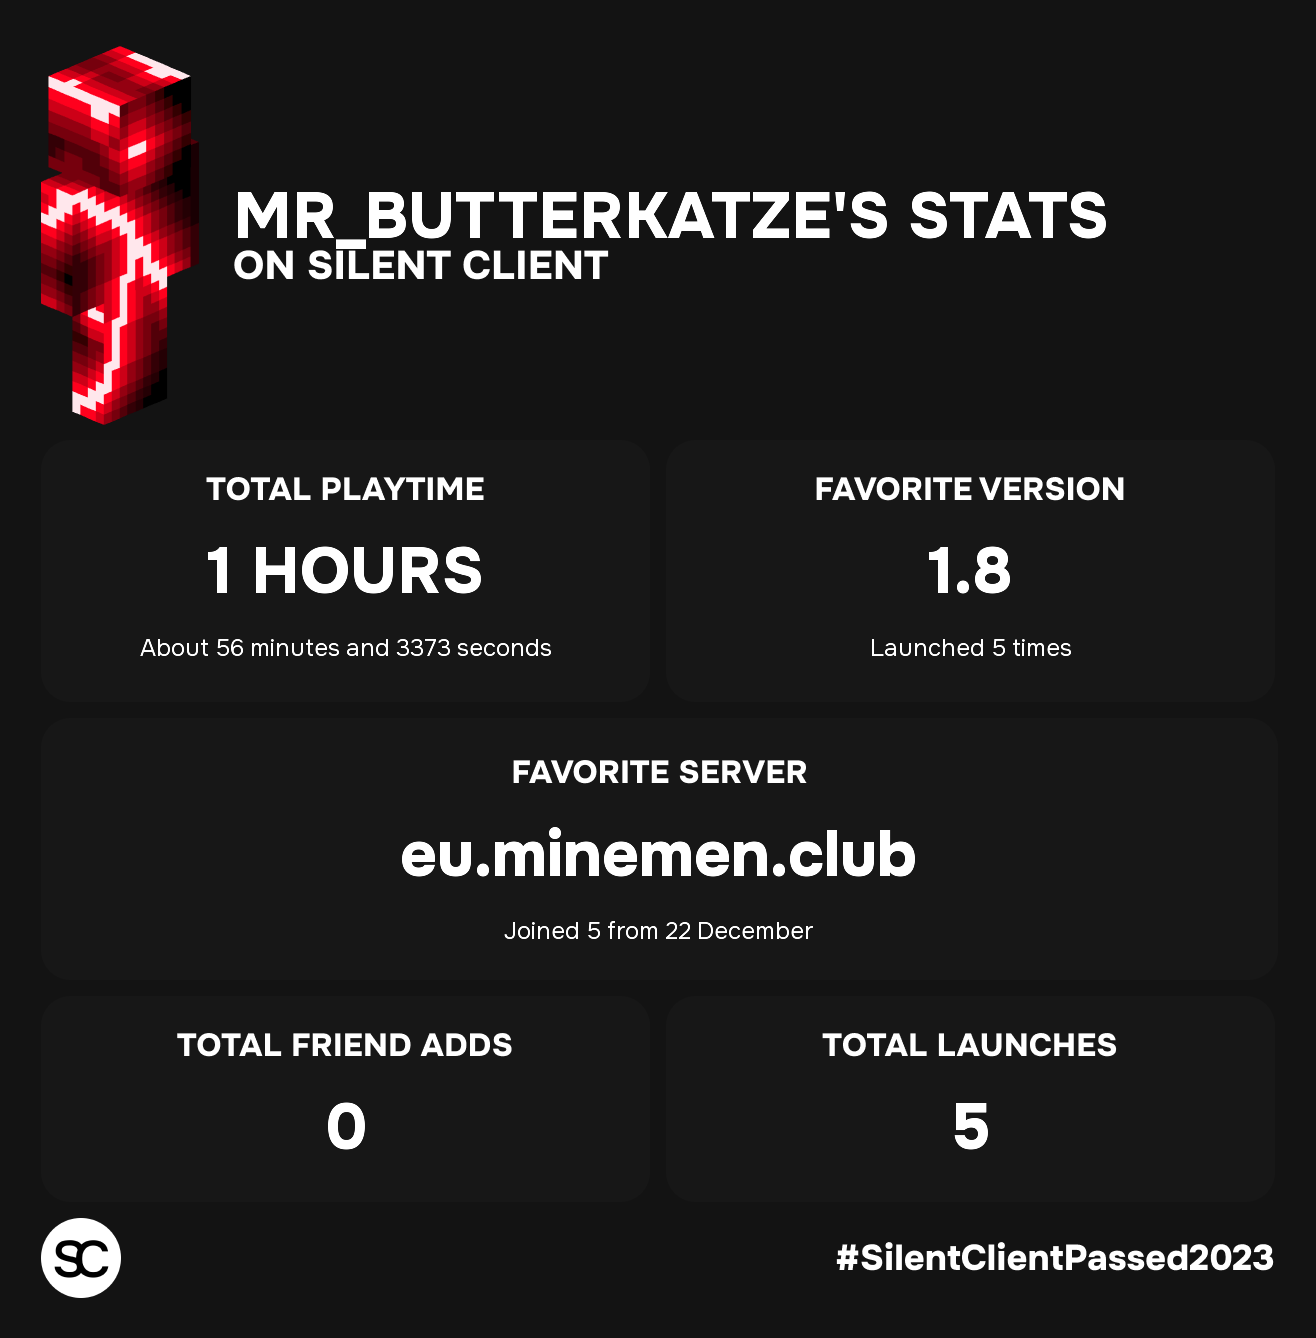 MR_BUTTERKATZE'S STATS
ON SILENT CLIENT
TOTAL PLAYTIME
1 HOURS
About 56 minutes and 3373 seconds
FAVORITE VERSION
1.8
Launched 5 times
FAVORITE SERVER
eu.minemen.club
Joined 5 from 22 December
TOTAL FRIEND ADDS
0
TOTAL LAUNCHES
5
SC
#SilentClientPassed2023